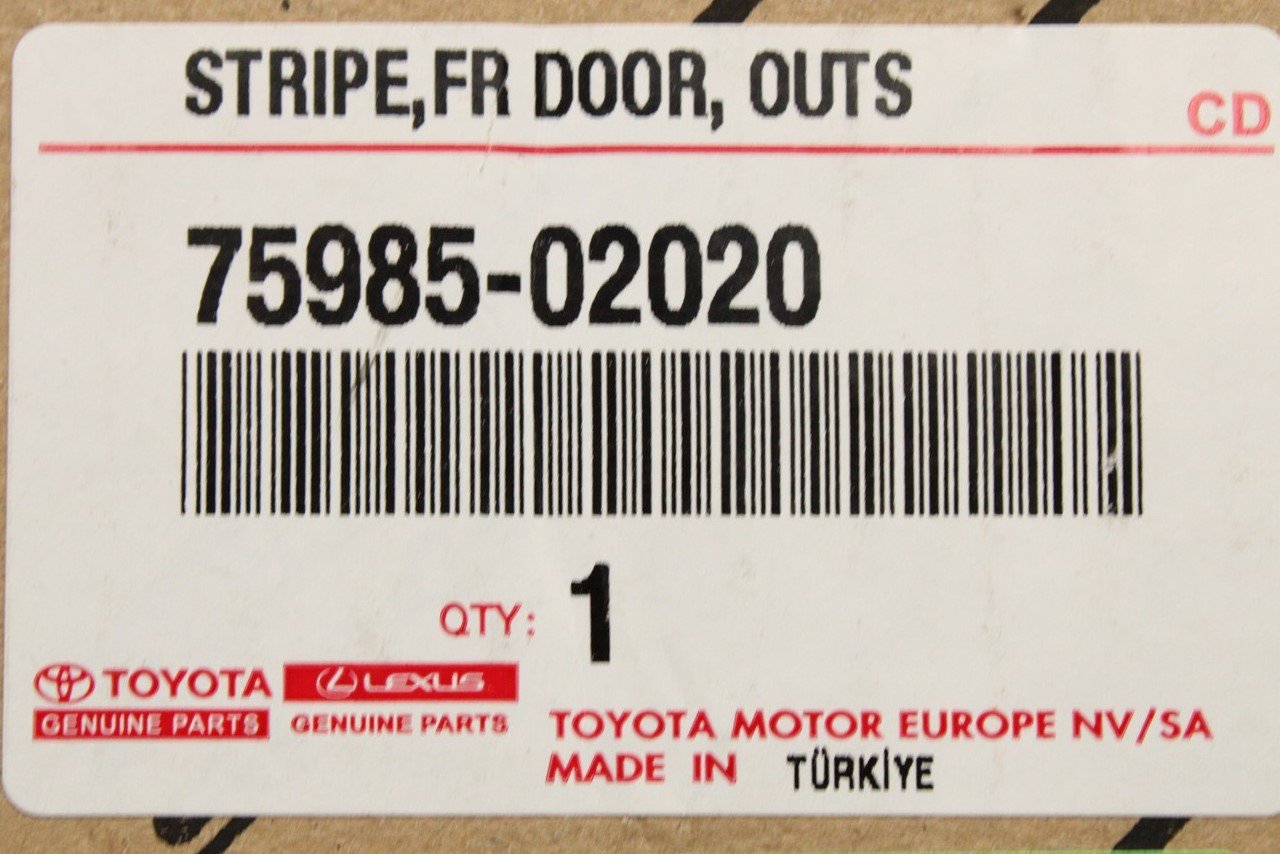 STRIPE,FR DOOR, OUTS
CD
75985-02020
QTY: 1
TOYOTA LEXUS
GENUINE PARTS GENUINE PARTS
TOYOTA MOTOR EUROPE NV/SA
MADE IN TÜRKİYE